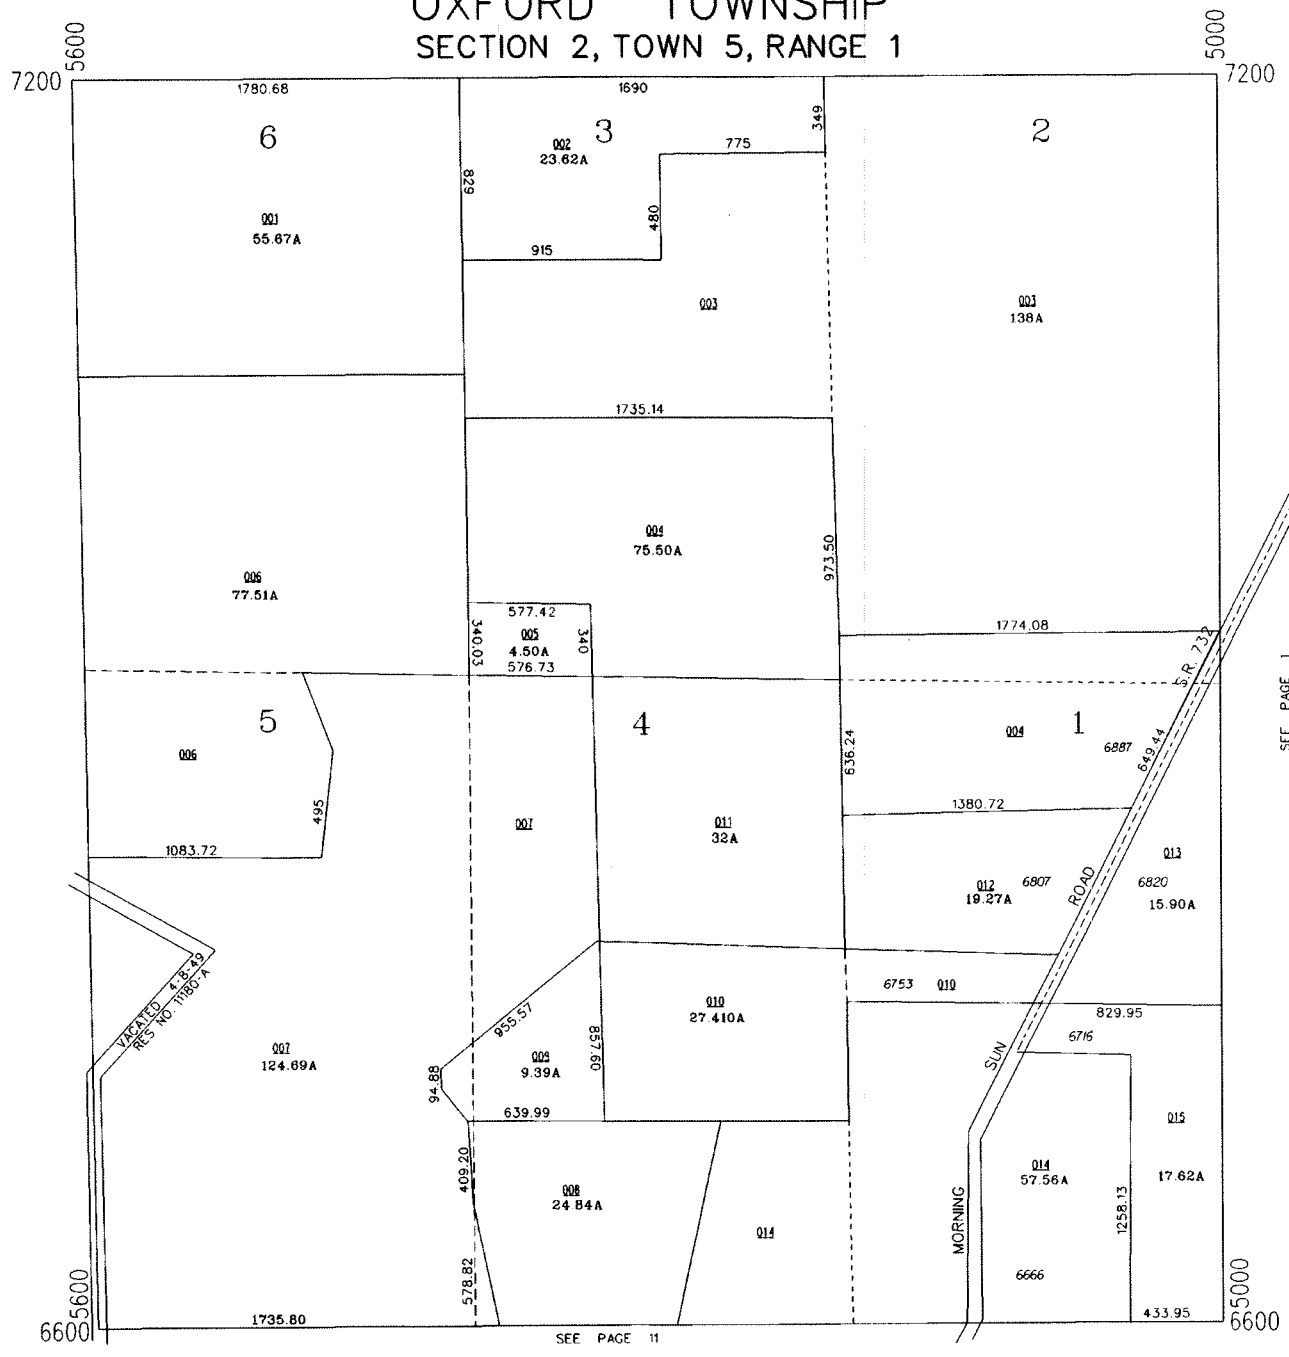 OXFORD TOWNSHIP
SECTION 2, TOWN 5, RANGE 1
5600
5000
7200
7200
1780.68
1690
349
6
3
2
002
23.62A
775
829
480
001
55.67A
915
003
003
138A
1735.14
004
75.50A
973.50
006
77.51A
577.42
340.03
005
4.50A
340
576.73
1774.08
S.R. 732
SEE PAGE 1
5
4
1
006
004
6887
636.24
649.44
495
1380.72
007
011
32A
1083.72
013
012
6807
19.27A
ROAD
6820
15.90A
VACATED 4-8-49
RES NO. 11180-A
6753
010
010
27.410A
829.95
955.57
857.60
6716
SUN
007
124.69A
009
9.39A
94.88
639.99
015
409.20
008
24.84A
014
57.56A
17.62A
1258.13
MORNING
014
578.82
6666
5600
5000
6600
1735.80
433.95
6600
SEE PAGE 11